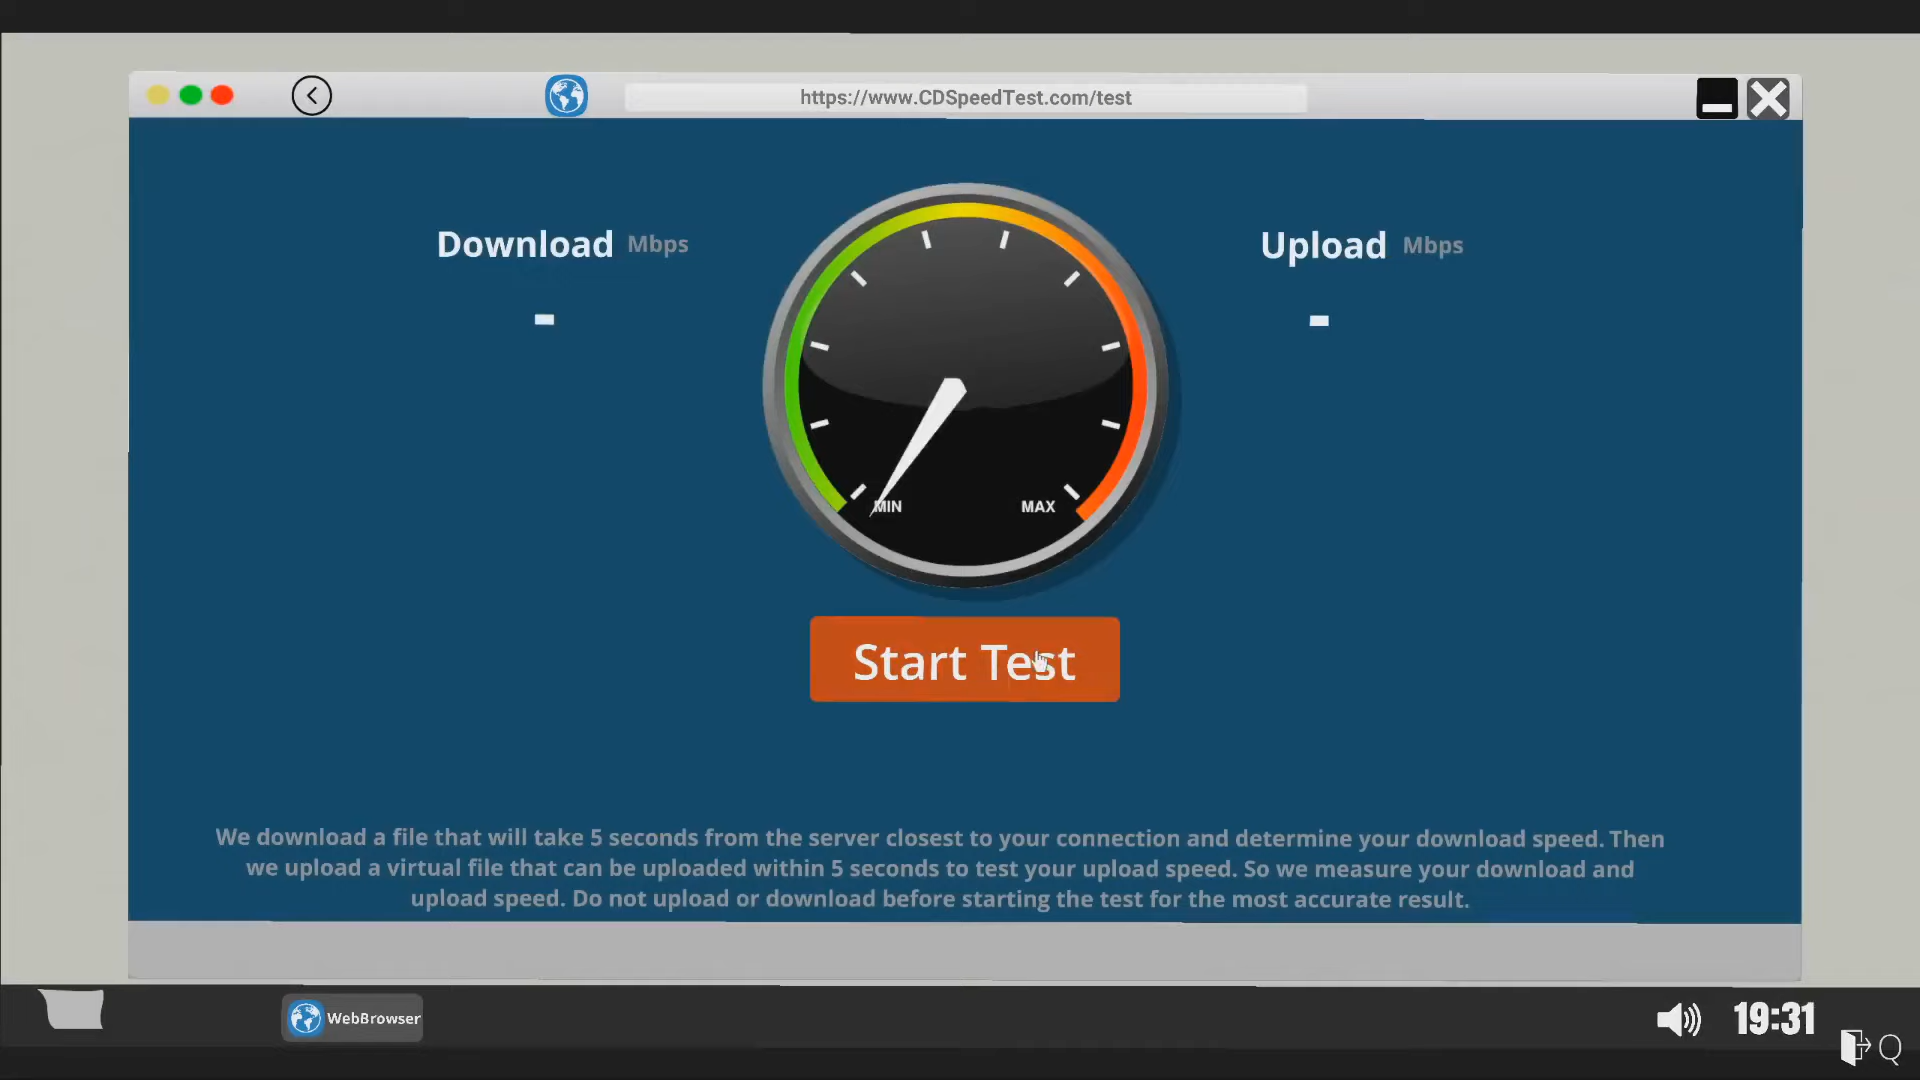 https://www.CDSpeedTest.com/test
Download Mbps
-
Upload Mbps
-
MIN
MAX
Start Test
We download a file that will take 5 seconds from the server closest to your connection and determine your download speed. Then
we upload a virtual file that can be uploaded within 5 seconds to test your upload speed. So we measure your download and
upload speed. Do not upload or download before starting the test for the most accurate result.
WebBrowser
19:31
Q